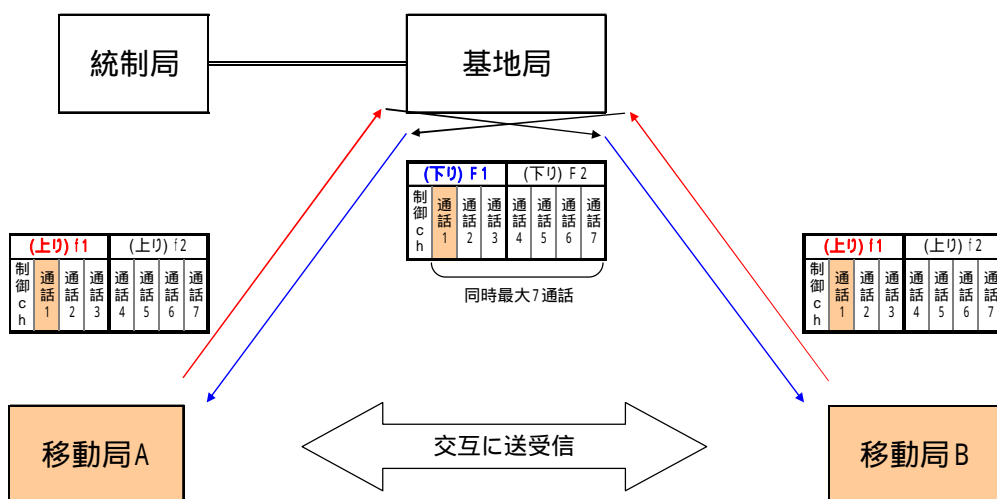 統制局
基地局
(下り) F1 (下り) F2
制御ch 通話1 通話2 通話3 通話4 通話5 通話6 通話7
同時最大7通話
(上り) f1 (上り) f2
制御ch 通話1 通話2 通話3 通話4 通話5 通話6 通話7
(上り) f1 (上り) f2
制御ch 通話1 通話2 通話3 通話4 通話5 通話6 通話7
移動局A
交互に送受信
移動局B